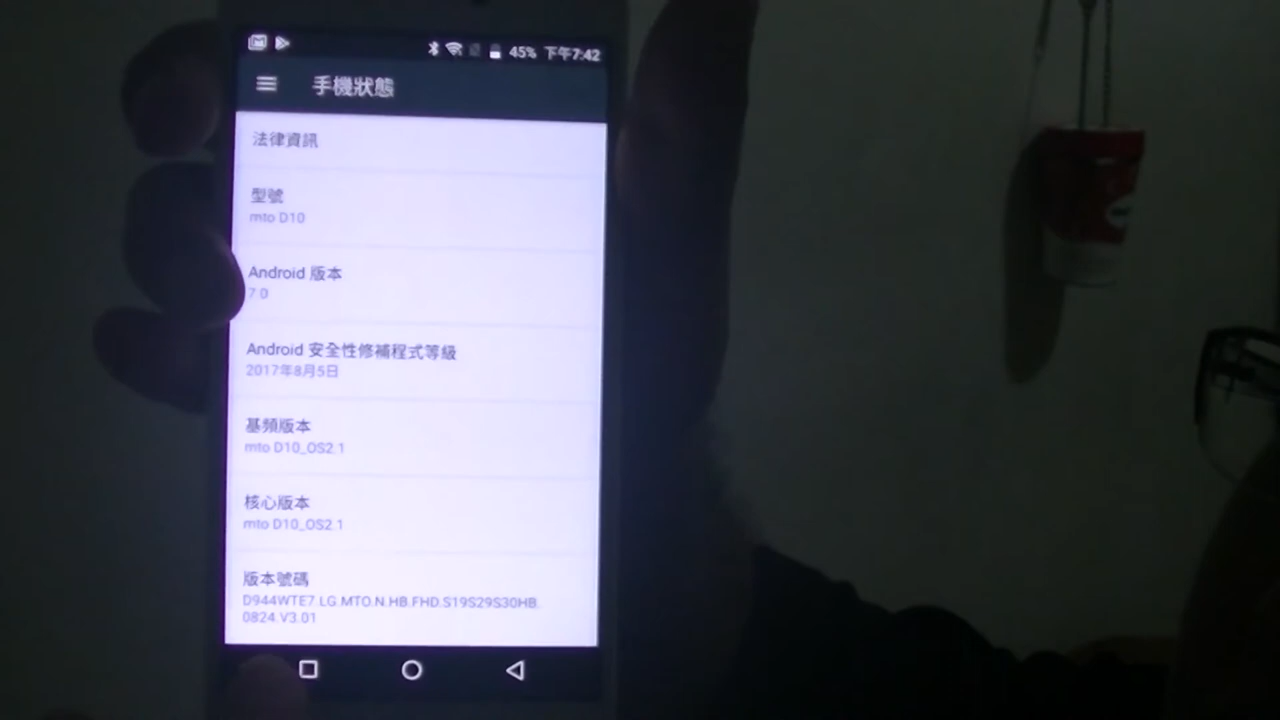 45% 下午7:42
手機狀態
法律資訊
型號
mto D10
Android 版本
7.0
Android 安全性修補程式等級
2017年8月5日
基頻版本
mto D10_OS2.1
核心版本
mto D10_OS2.1
版本號碼
D944WTE7.LG.MTO.N.HB.FHD.S19S29S30HB.
0824.V3.01